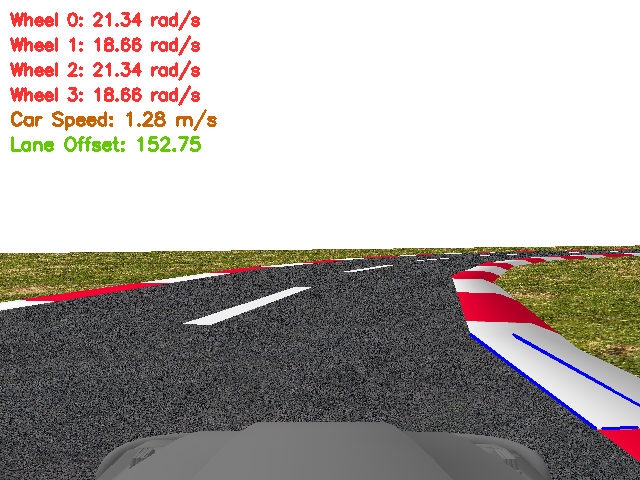 Wheel 0: 21.34 rad/s
Wheel 1: 18.66 rad/s
Wheel 2: 21.34 rad/s
Wheel 3: 18.66 rad/s
Car Speed: 1.28 m/s
Lane Offset: 152.75